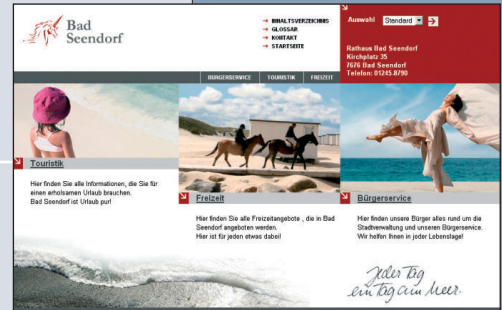 Bad
Seendorf
→ INHALTSVERZEICHNIS
→ GLOSSAR
→ KONTAKT
→ STARTSEITE
Auswahl Standard
Rathaus Bad Seendorf
Kirchplatz 35
7676 Bad Seendorf
Telefon: 01245.8790
BÜRGERSERVICE TOURISTIK FREIZEIT
Touristik
Hier finden Sie alle Informationen, die Sie für
einen erholsamen Urlaub brauchen.
Bad Seendorf ist Urlaub pur!
Freizeit
Hier finden Sie alle Freizeitangebote , die in Bad
Seendorf angeboten werden.
Hier ist für jeden etwas dabei!
Bürgerservice
Hier finden unsere Bürger alles rund um die
Stadtverwaltung und unseren Bürgerservice.
Wir helfen Ihnen in jeder Lebenslage!
Jeder Tag
ein Tag am Meer.